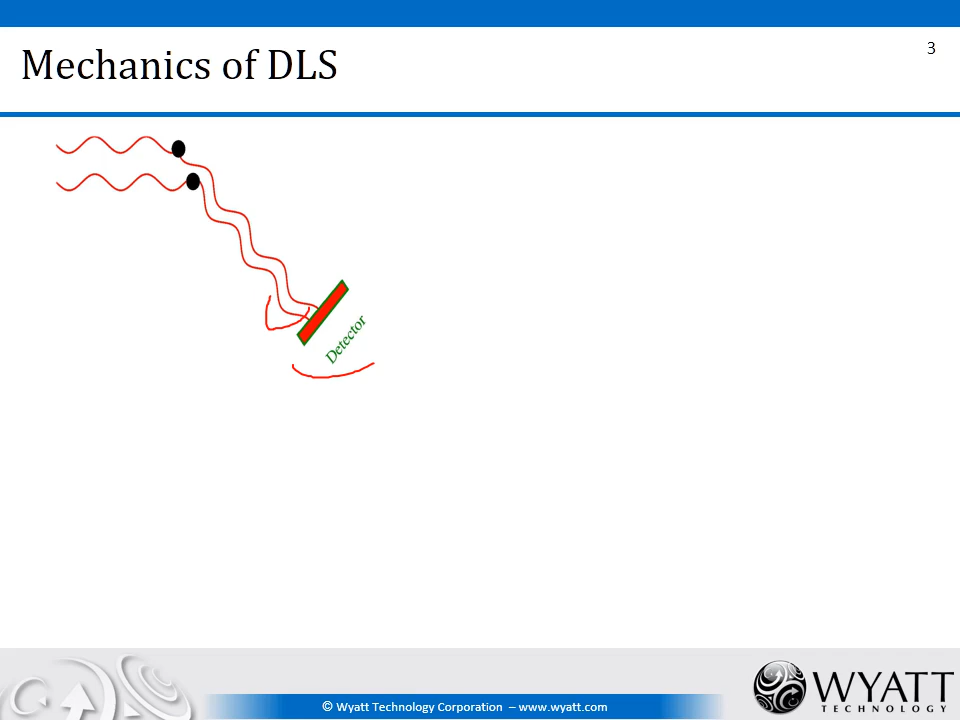 Mechanics of DLS
3
Detector
© Wyatt Technology Corporation – www.wyatt.com
WYATT
TECHNOLOGY